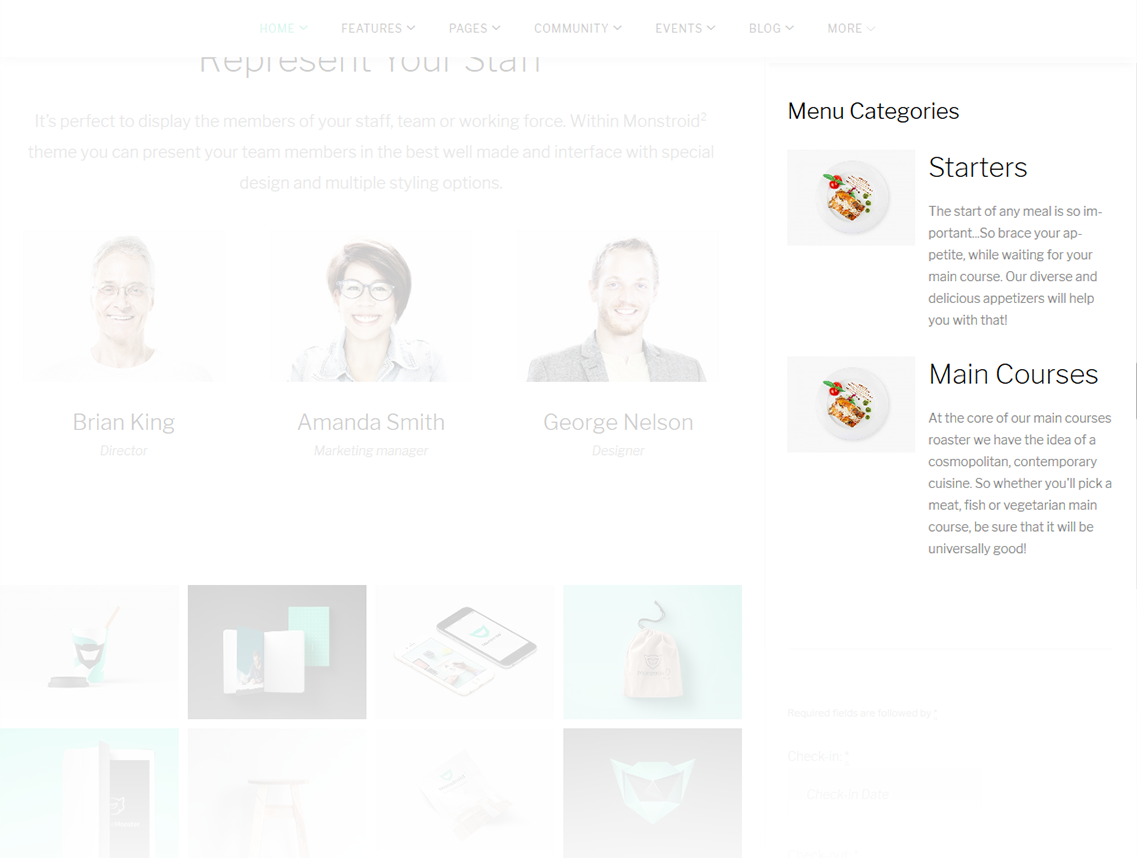 HOME FEATURES PAGES COMMUNITY EVENTS BLOG MORE
Represent Your Staff
It's perfect to display the members of your staff, team or working force. Within Monstroid²
theme you can present your team members in the best well made and interface with special
design and multiple styling options.
Brian King
Director
Amanda Smith
Marketing manager
George Nelson
Designer
Menu Categories
Starters
The start of any meal is so im-
portant...So brace your ap-
petite, while waiting for your
main course. Our diverse and
delicious appetizers will help
you with that!
Main Courses
At the core of our main courses
roaster we have the idea of a
cosmopolitan, contemporary
cuisine. So whether you'll pick a
meat, fish or vegetarian main
course, be sure that it will be
universally good!
Required fields are followed by *
Check-in: *
Check-in Date